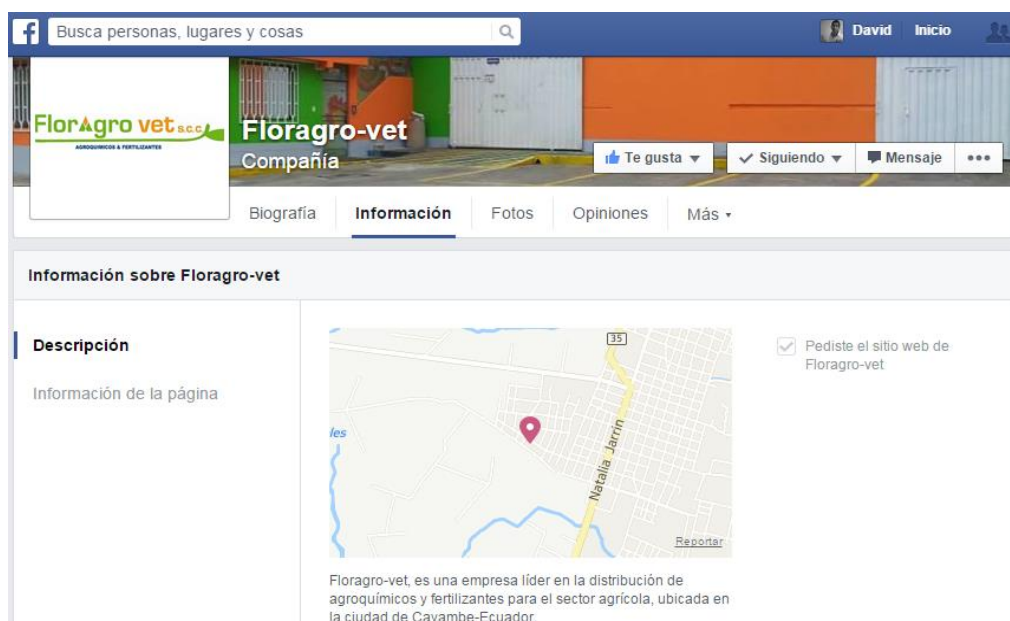 Busca personas, lugares y cosas
David Inicio
FlorAgro vet s.c.c.
AGROQUIMICOS & FERTILIZANTES
Floragro-vet
Compañía
Te gusta
Siguiendo
Mensaje
Biografía
Información
Fotos
Opiniones
Más
Información sobre Floragro-vet
Descripción
Información de la página
35
les
Natalia Jarrín
Reportar
Pediste el sitio web de
Floragro-vet
Floragro-vet, es una empresa líder en la distribución de
agroquímicos y fertilizantes para el sector agrícola, ubicada en
la ciudad de Cayambe-Ecuador.